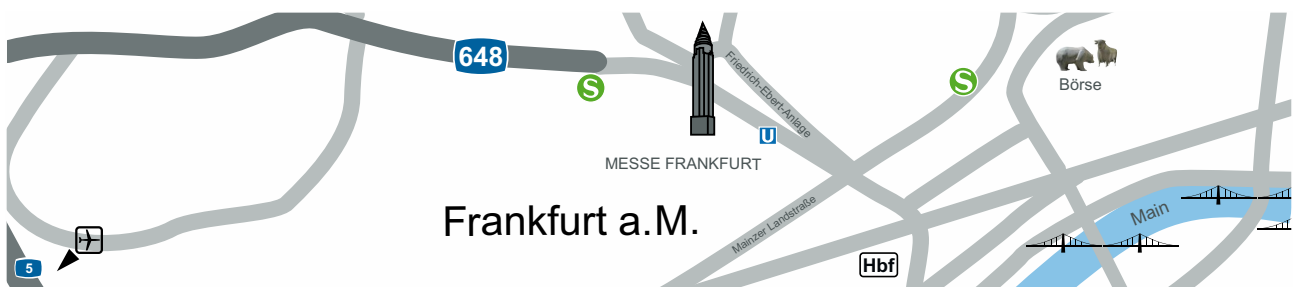 648
S
S
Börse
Friedrich-Ebert-Anlage
U
MESSE FRANKFURT
Mainzer Landstraße
Frankfurt a.M.
Main
Hbf
5